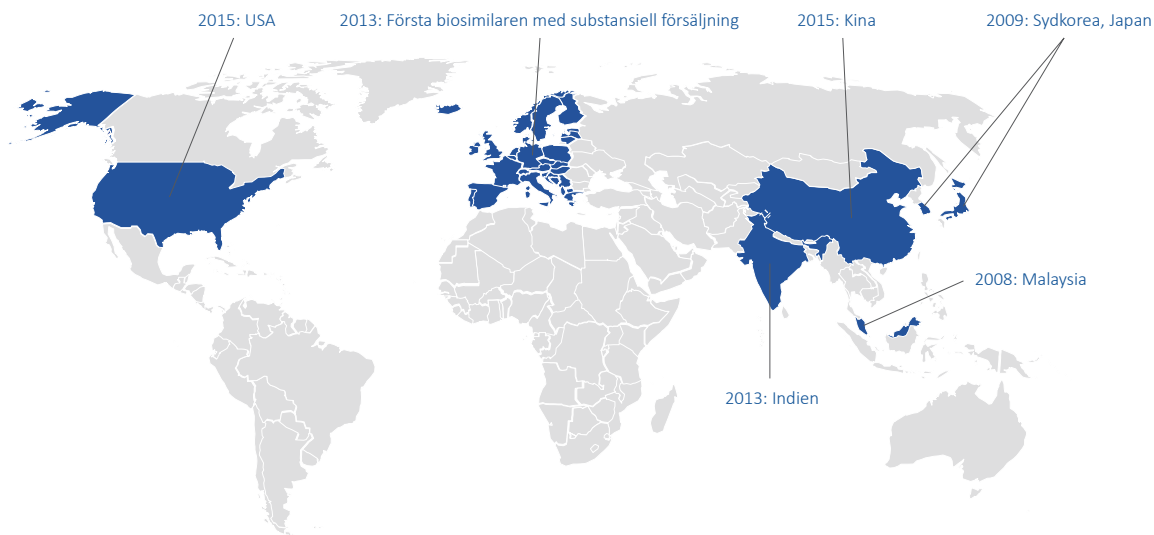 2015: USA
2013: Första biosimilaren med substansiell försäljning
2015: Kina
2009: Sydkorea, Japan
2008: Malaysia
2013: Indien